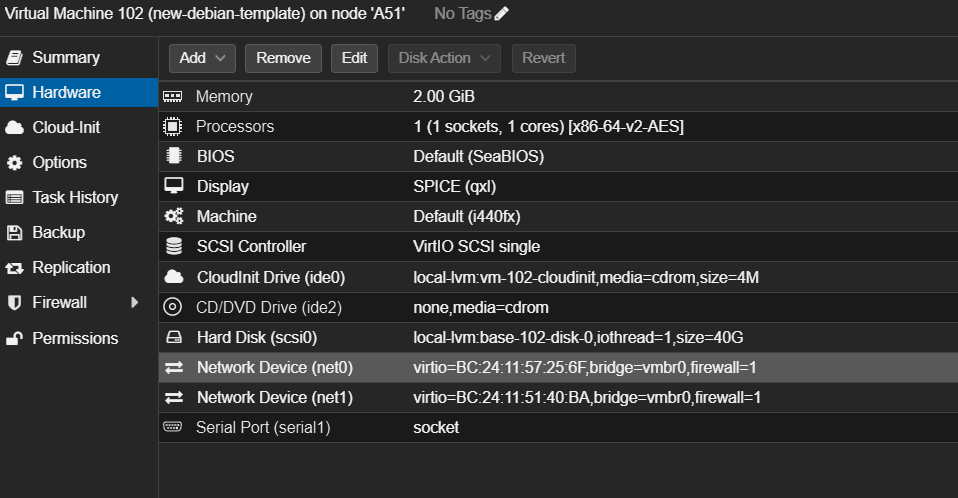 Virtual Machine 102 (new-debian-template) on node 'A51' No Tags
Summary
Hardware
Cloud-Init
Options
Task History
Backup
Replication
Firewall
Permissions
Add Remove Edit Disk Action Revert
Memory 2.00 GiB
Processors 1 (1 sockets, 1 cores) [x86-64-v2-AES]
BIOS Default (SeaBIOS)
Display SPICE (qxl)
Machine Default (i440fx)
SCSI Controller VirtIO SCSI single
CloudInit Drive (ide0) local-lvm:vm-102-cloudinit,media=cdrom,size=4M
CD/DVD Drive (ide2) none,media=cdrom
Hard Disk (scsi0) local-lvm:base-102-disk-0,iothread=1,size=40G
Network Device (net0) virtio=BC:24:11:57:25:6F,bridge=vmbr0,firewall=1
Network Device (net1) virtio=BC:24:11:51:40:BA,bridge=vmbr0,firewall=1
Serial Port (serial1) socket